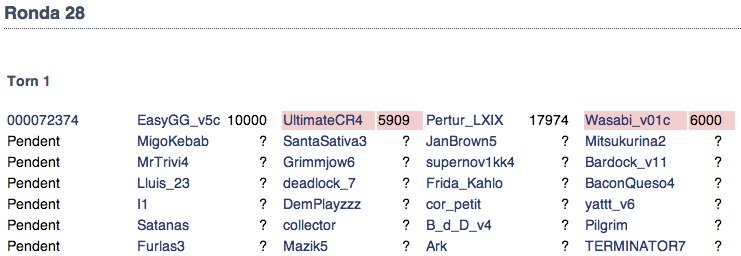 Ronda 28
Torn 1
000072374 EasyGG_v5c 10000 UltimateCR4 5909 Pertur_LXIX 17974 Wasabi_v01c 6000
Pendent MigoKebab ? SantaSativa3 ? JanBrown5 ? Mitsukurina2 ?
Pendent MrTrivi4 ? Grimmjow6 ? supernov1kk4 ? Bardock_v11 ?
Pendent Lluis_23 ? deadlock_7 ? Frida_Kahlo ? BaconQueso4 ?
Pendent I1 ? DemPlayzzz ? cor_petit ? yattt_v6 ?
Pendent Satanas ? collector ? B_d_D_v4 ? Pilgrim ?
Pendent Furlas3 ? Mazik5 ? Ark ? TERMINATOR7 ?